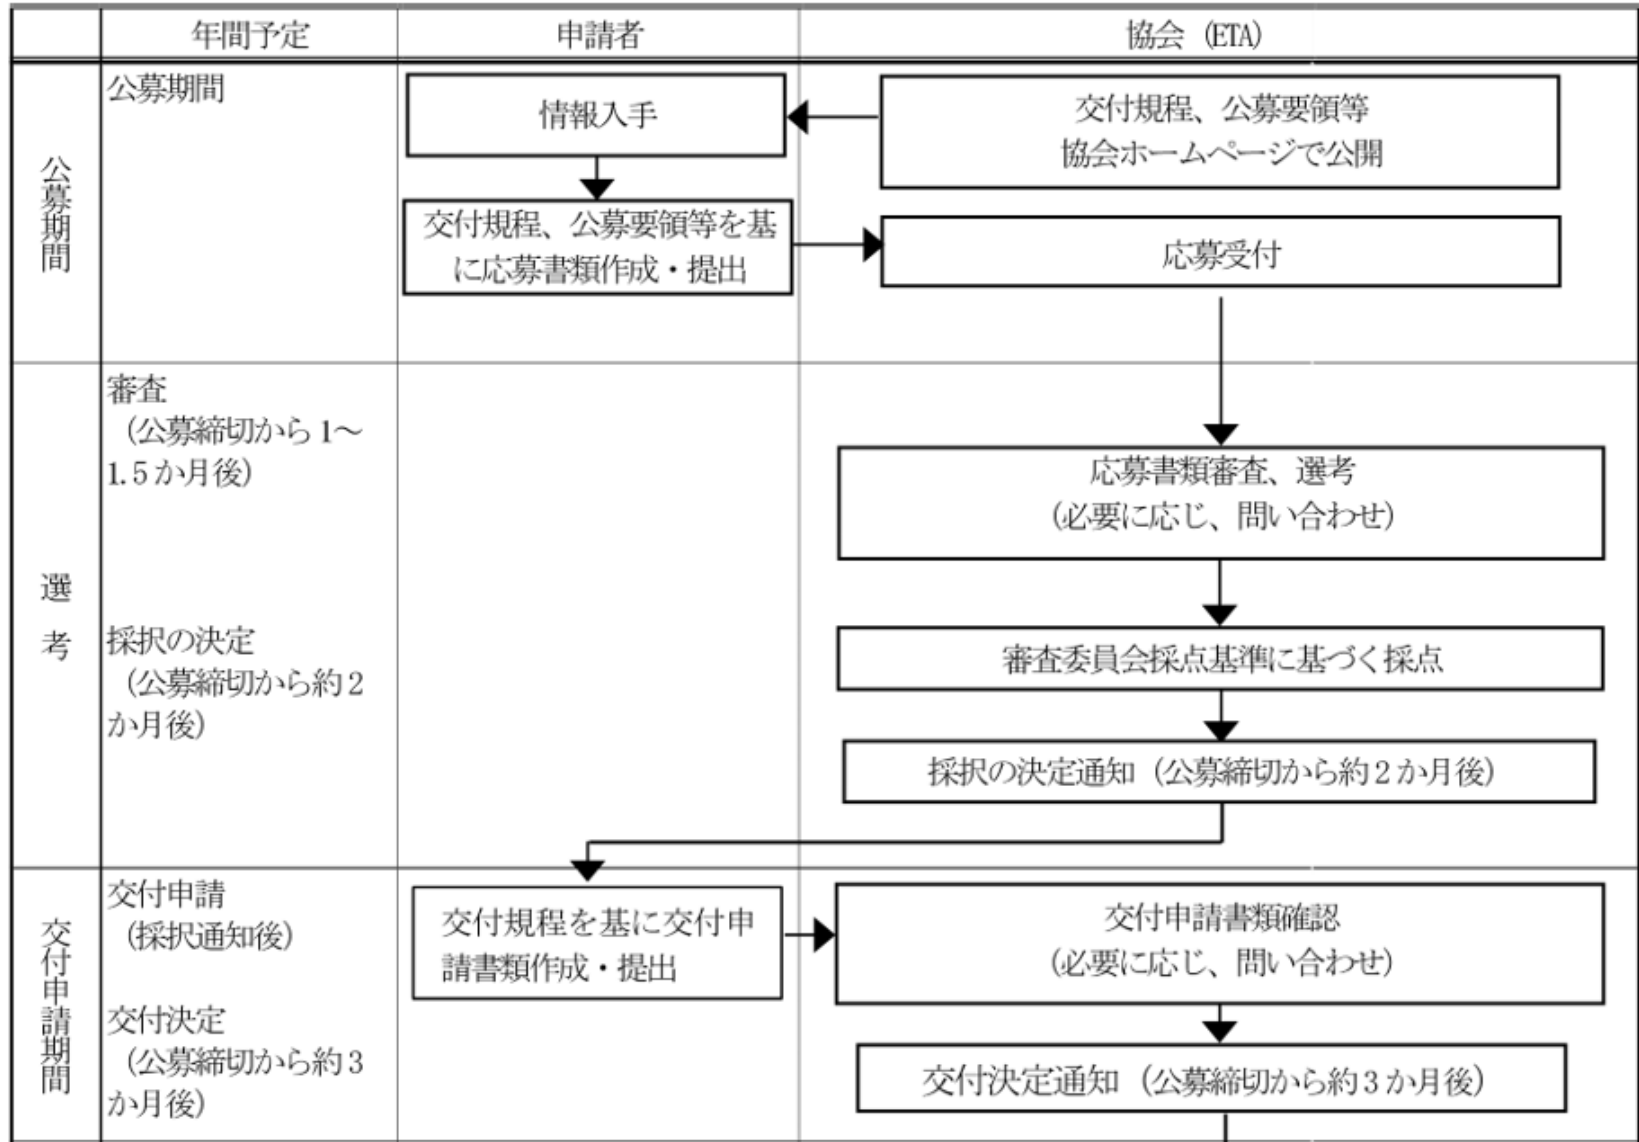 年間予定
申請者
協会 (ETA)
公募期間
公募期間
情報入手
交付規程、公募要領等
協会ホームページで公開
交付規程、公募要領等を基
に応募書類作成・提出
応募受付
選考
審査
(公募締切から1～
1.5か月後)
応募書類審査、選考
(必要に応じ、問い合わせ)
採択の決定
(公募締切から約2
か月後)
審査委員会採点基準に基づく採点
採択の決定通知 (公募締切から約2か月後)
交付申請期間
交付申請
(採択通知後)
交付規程を基に交付申
請書類作成・提出
交付申請書類確認
(必要に応じ、問い合わせ)
交付決定
(公募締切から約3
か月後)
交付決定通知 (公募締切から約3か月後)